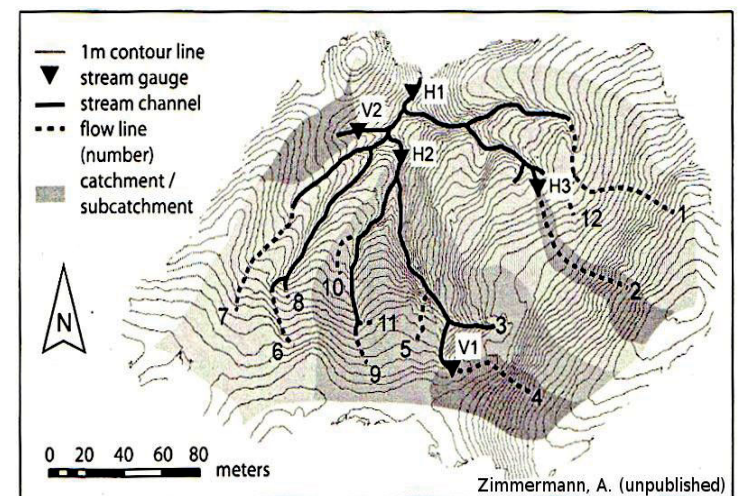 1m contour line
stream gauge
stream channel
flow line
(number)
catchment /
subcatchment
H1
V2
H2
H3
1
12
2
10
8
7
11
3
5
V1
6
9
4
N
0 20 40 60 80 meters
Zimmermann, A. (unpublished)